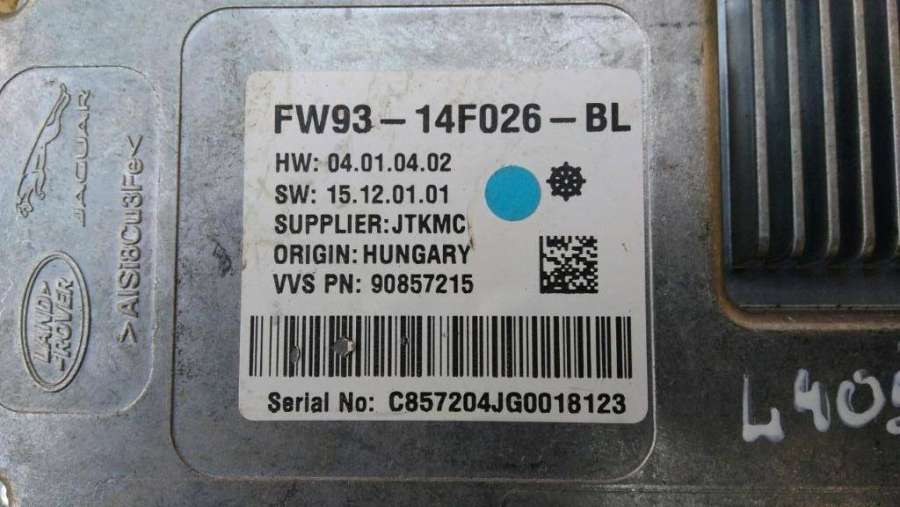 JAGUAR
LAND-
-ROVER
>AlSi8Cu3Fe<
FW93-14F026-BL
HW: 04.01.04.02
SW: 15.12.01.01
SUPPLIER:JTKMC
ORIGIN:HUNGARY
VVS PN: 90857215
Serial No: C857204JG0018123
L405